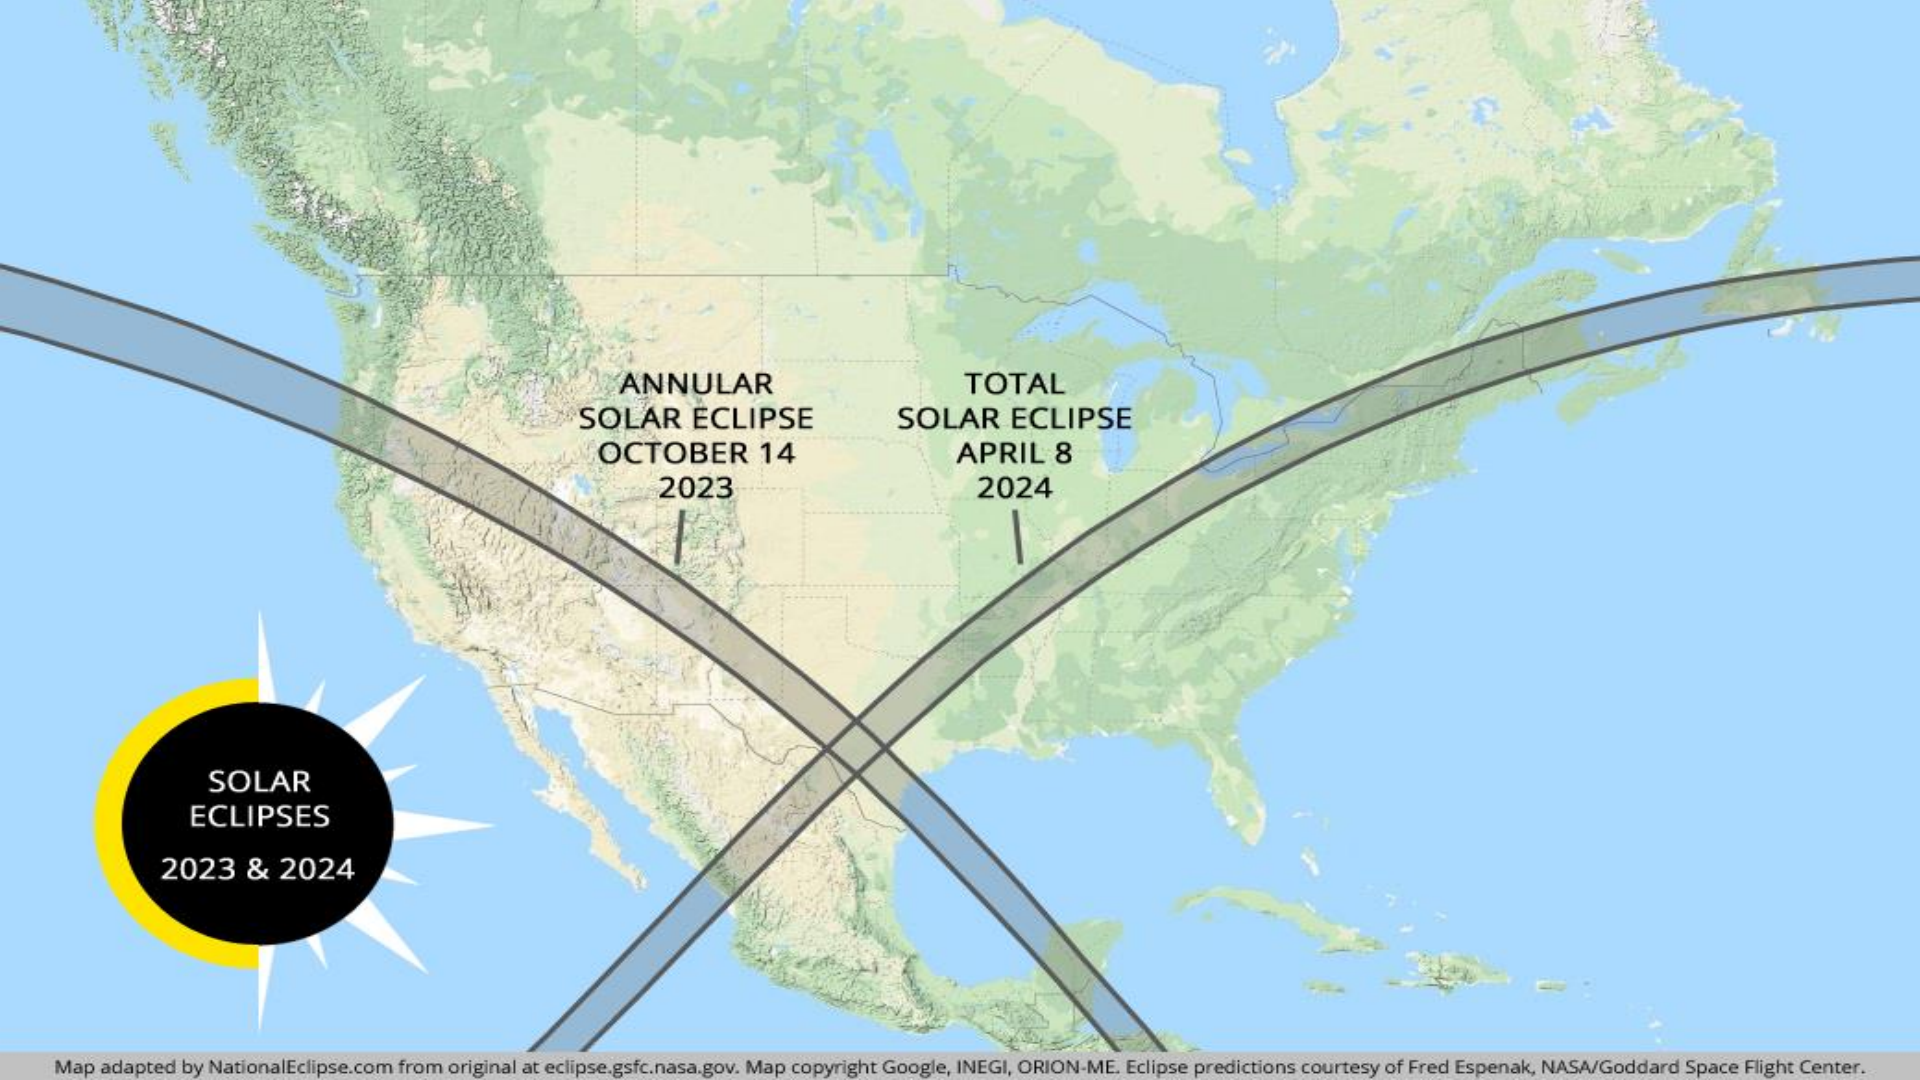 ANNULAR
SOLAR ECLIPSE
OCTOBER 14
2023
TOTAL
SOLAR ECLIPSE
APRIL 8
2024
SOLAR
ECLIPSES
2023 & 2024
Map adapted by NationalEclipse.com from original at eclipse.gsfc.nasa.gov. Map copyright Google, INEGI, ORION-ME. Eclipse predictions courtesy of Fred Espenak, NASA/Goddard Space Flight Center.